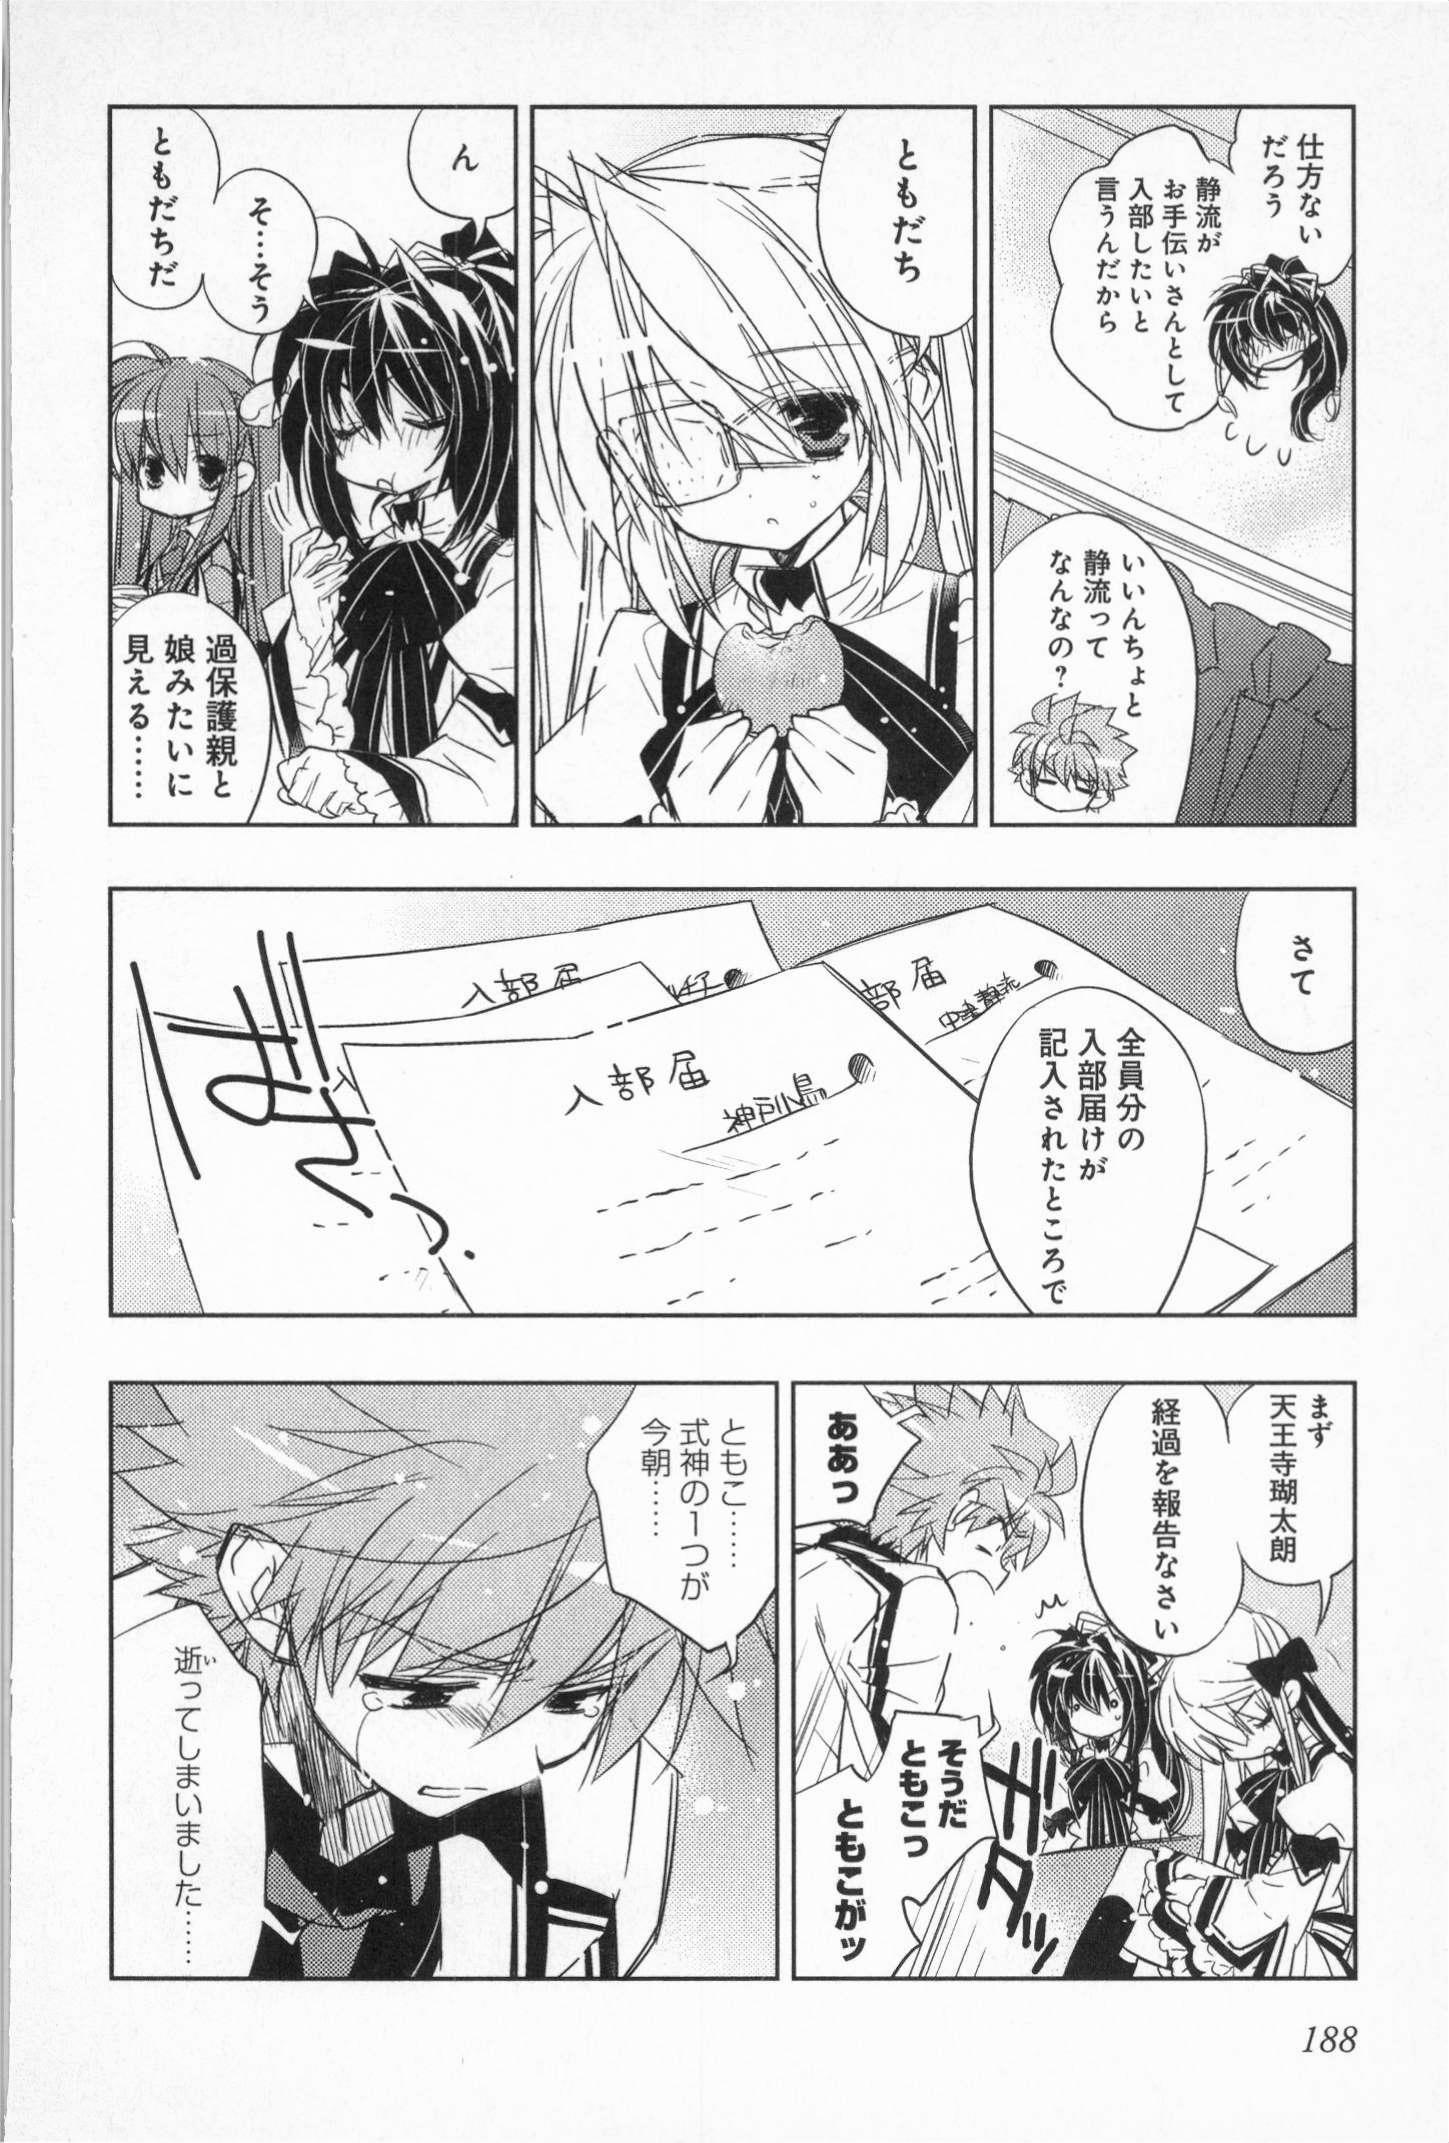 仕方ない
だろう
静流が
お手伝いさんとして
入部したいと
言うんだから
いいんちょと
静流って
なんなの?
ともだち
ん
そ…そう
ともだちだ
過保護親と
娘みたいに
見える……
さて
全員分の
入部届けが
記入されたところで
部届
中津静流
入部届
入部届
神戸小鳥
ばさっ
まず
天王寺瑚太朗
経過を報告なさい
ああっ
そうだ
ともこっ
ともこがッ
ガタ
ともこ……
式神の1つが
今朝……
逝ってしまいました……
い
188